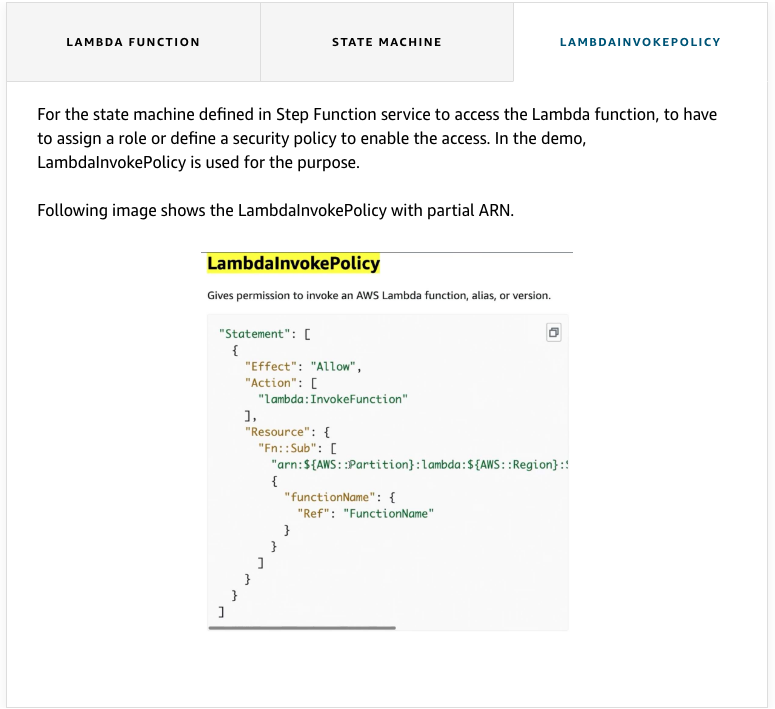 LAMBDA FUNCTION
STATE MACHINE
LAMBDAINVOKEPOLICY
For the state machine defined in Step Function service to access the Lambda function, to have
to assign a role or define a security policy to enable the access. In the demo,
LambdaInvokePolicy is used for the purpose.
Following image shows the LambdaInvokePolicy with partial ARN.
LambdaInvokePolicy
Gives permission to invoke an AWS Lambda function, alias, or version.
"Statement": [
{
"Effect": "Allow",
"Action": [
"lambda:InvokeFunction"
],
"Resource": {
"Fn::Sub": [
"arn:${AWS::Partition}:lambda:${AWS::Region}:
{
"functionName": {
"Ref": "FunctionName"
}
}
]
}
}
]